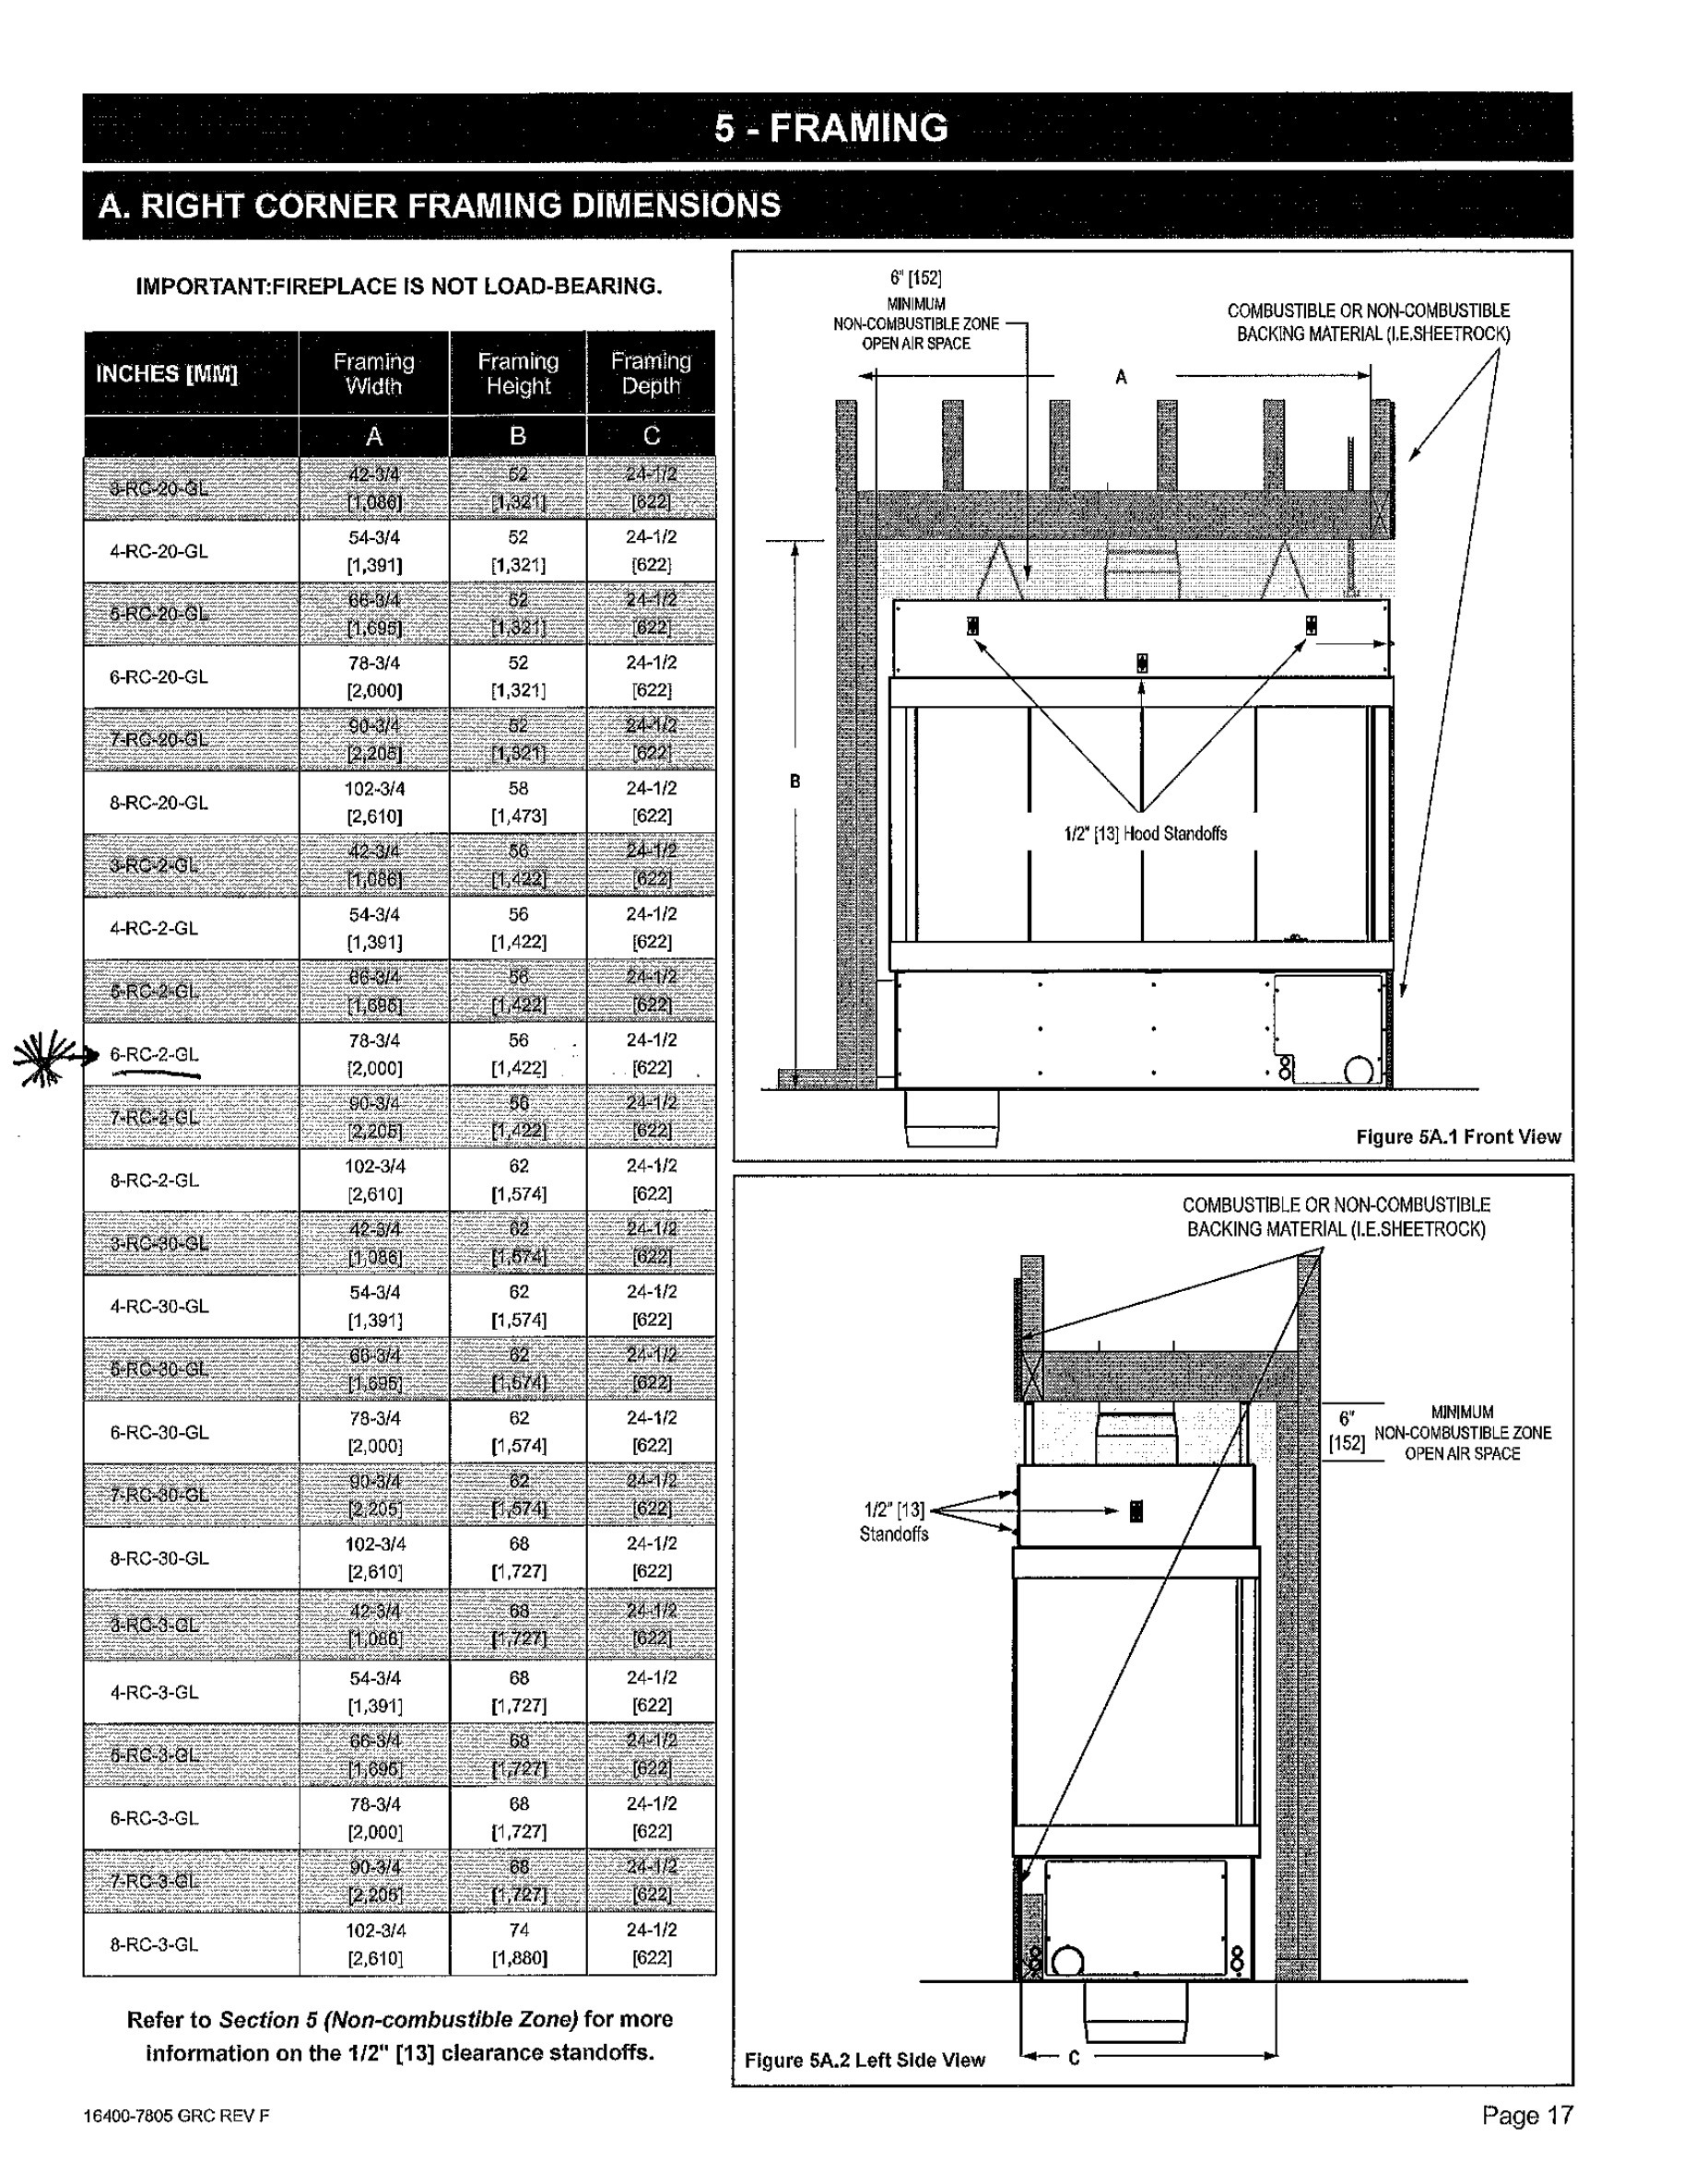 5 - FRAMING
A. RIGHT CORNER FRAMING DIMENSIONS
IMPORTANT:FIREPLACE IS NOT LOAD-BEARING.
INCHES [MM] Framing Width Framing Height Framing Depth
A B C
3-RC-20-GL 42-3/4 52 24-1/2
[1,086] [1,321] [622]
4-RC-20-GL 54-3/4 52 24-1/2
[1,391] [1,321] [622]
5-RC-20-GL 66-3/4 52 24-1/2
[1,695] [1,321] [622]
6-RC-20-GL 78-3/4 52 24-1/2
[2,000] [1,321] [622]
7-RC-20-GL 90-3/4 52 24-1/2
[2,205] [1,321] [622]
8-RC-20-GL 102-3/4 58 24-1/2
[2,610] [1,473] [622]
3-RC-2-GL 42-3/4 56 24-1/2
[1,086] [1,422] [622]
4-RC-2-GL 54-3/4 56 24-1/2
[1,391] [1,422] [622]
5-RC-2-GL 66-3/4 56 24-1/2
[1,695] [1,422] [622]
6-RC-2-GL 78-3/4 56 24-1/2
[2,000] [1,422] [622]
7-RC-2-GL 90-3/4 56 24-1/2
[2,205] [1,422] [622]
8-RC-2-GL 102-3/4 62 24-1/2
[2,610] [1,574] [622]
3-RC-30-GL 42-3/4 62 24-1/2
[1,086] [1,574] [622]
4-RC-30-GL 54-3/4 62 24-1/2
[1,391] [1,574] [622]
5-RC-30-GL 66-3/4 62 24-1/2
[1,695] [1,574] [622]
6-RC-30-GL 78-3/4 62 24-1/2
[2,000] [1,574] [622]
7-RC-30-GL 90-3/4 62 24-1/2
[2,205] [1,574] [622]
8-RC-30-GL 102-3/4 68 24-1/2
[2,610] [1,727] [622]
3-RC-3-GL 42-3/4 68 24-1/2
[1,086] [1,727] [622]
4-RC-3-GL 54-3/4 68 24-1/2
[1,391] [1,727] [622]
5-RC-3-GL 66-3/4 68 24-1/2
[1,695] [1,727] [622]
6-RC-3-GL 78-3/4 68 24-1/2
[2,000] [1,727] [622]
7-RC-3-GL 90-3/4 68 24-1/2
[2,205] [1,727] [622]
8-RC-3-GL 102-3/4 74 24-1/2
[2,610] [1,880] [622]
Refer to Section 5 (Non-combustible Zone) for more
information on the 1/2" [13] clearance standoffs.
6" [152]
MINIMUM
NON-COMBUSTIBLE ZONE
OPEN AIR SPACE
COMBUSTIBLE OR NON-COMBUSTIBLE
BACKING MATERIAL (I.E.SHEETROCK)
A
B
1/2" [13] Hood Standoffs
Figure 5A.1 Front View
COMBUSTIBLE OR NON-COMBUSTIBLE
BACKING MATERIAL (I.E.SHEETROCK)
6"
[152]
MINIMUM
NON-COMBUSTIBLE ZONE
OPEN AIR SPACE
1/2" [13]
Standoffs
C
Figure 5A.2 Left Side View
16400-7805 GRC REV F
Page 17